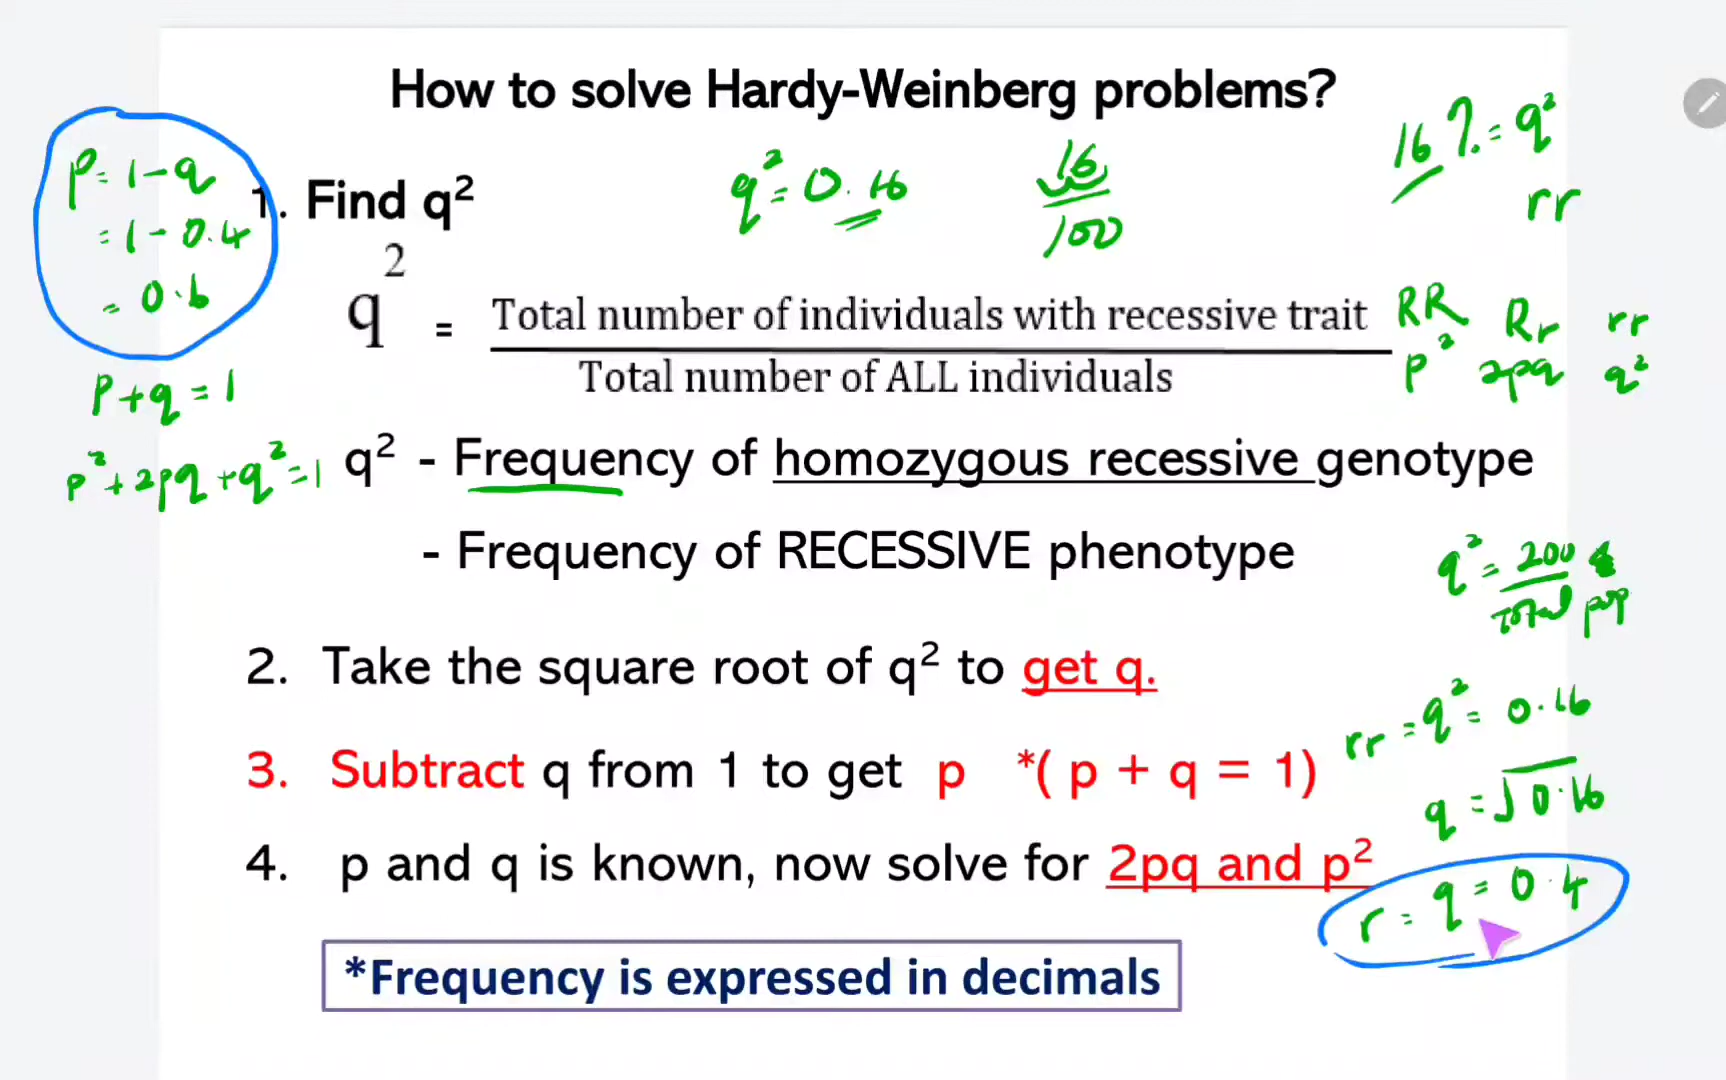 How to solve Hardy-Weinberg problems?
16 % = q²
rr
p = 1 - q
= 1 - 0.4
= 0.6
1. Find q²
q² = 0.16
16
100
q² = Total number of individuals with recessive trait
Total number of ALL individuals
RR Rr rr
p² 2pq q²
p + q = 1
p² + 2pq + q² = 1
q² - Frequency of homozygous recessive genotype
- Frequency of RECESSIVE phenotype
q² = 200
Total pop
2. Take the square root of q² to get q.
rr = q² = 0.16
3. Subtract q from 1 to get p *( p + q = 1)
q = √0.16
4. p and q is known, now solve for 2pq and p²
r = q = 0.4
*Frequency is expressed in decimals